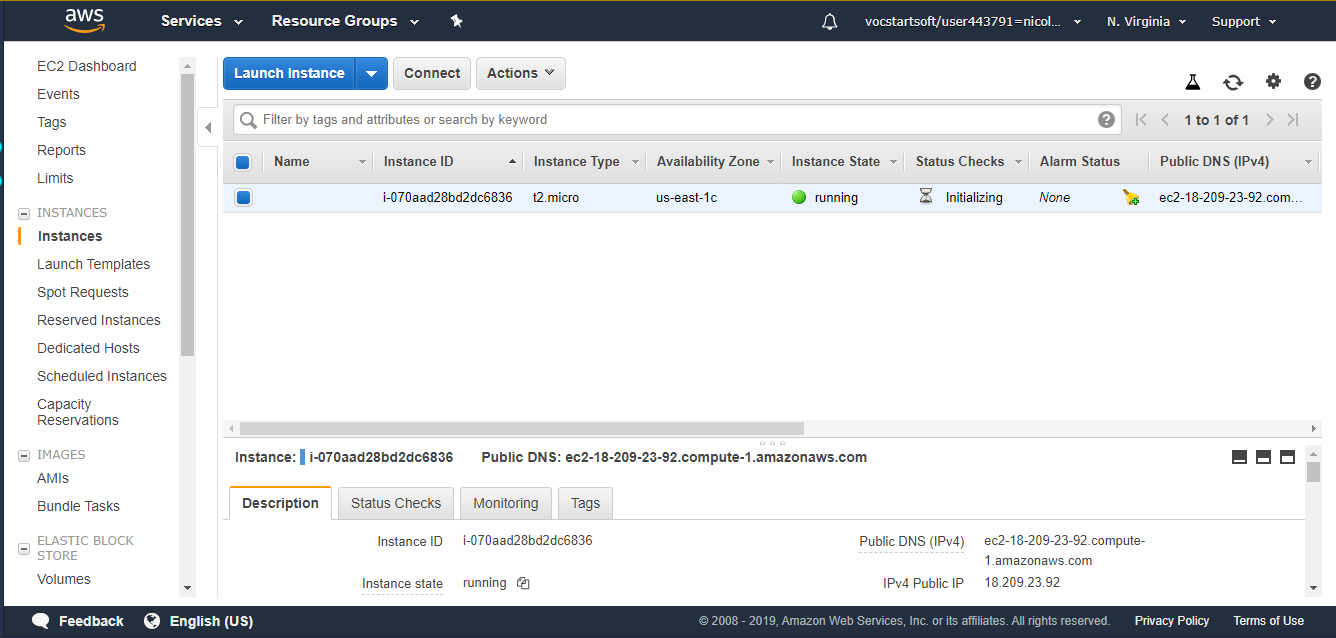 aws Services Resource Groups vocstartsoft/user443791=nicol... N. Virginia Support
EC2 Dashboard
Events
Tags
Reports
Limits
INSTANCES
Instances
Launch Templates
Spot Requests
Reserved Instances
Dedicated Hosts
Scheduled Instances
Capacity
Reservations
IMAGES
AMIs
Bundle Tasks
ELASTIC BLOCK
STORE
Volumes
Launch Instance Connect Actions
Filter by tags and attributes or search by keyword 1 to 1 of 1
Name Instance ID Instance Type Availability Zone Instance State Status Checks Alarm Status Public DNS (IPv4)
i-070aad28bd2dc6836 t2.micro us-east-1c running Initializing None ec2-18-209-23-92.com...
Instance: i-070aad28bd2dc6836 Public DNS: ec2-18-209-23-92.compute-1.amazonaws.com
Description Status Checks Monitoring Tags
Instance ID i-070aad28bd2dc6836 Public DNS (IPv4) ec2-18-209-23-92.compute-
1.amazonaws.com
Instance state running IPv4 Public IP 18.209.23.92
Feedback English (US) © 2008 - 2019, Amazon Web Services, Inc. or its affiliates. All rights reserved. Privacy Policy Terms of Use